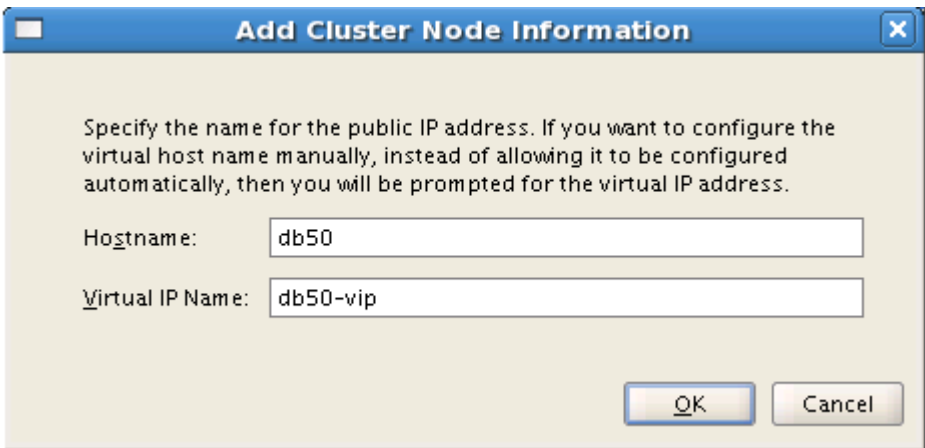 Add Cluster Node Information
Specify the name for the public IP address. If you want to configure the
virtual host name manually, instead of allowing it to be configured
automatically, then you will be prompted for the virtual IP address.
Hostname: db50
Virtual IP Name: db50-vip
OK Cancel